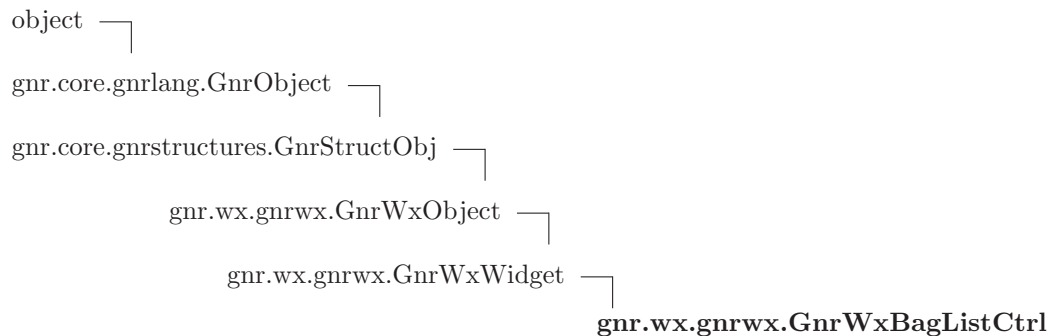 object
gnr.core.gnrlang.GnrObject
gnr.core.gnrstructures.GnrStructObj
gnr.wx.gnrwx.GnrWxObject
gnr.wx.gnrwx.GnrWxWidget
gnr.wx.gnrwx.GnrWxBagListCtrl